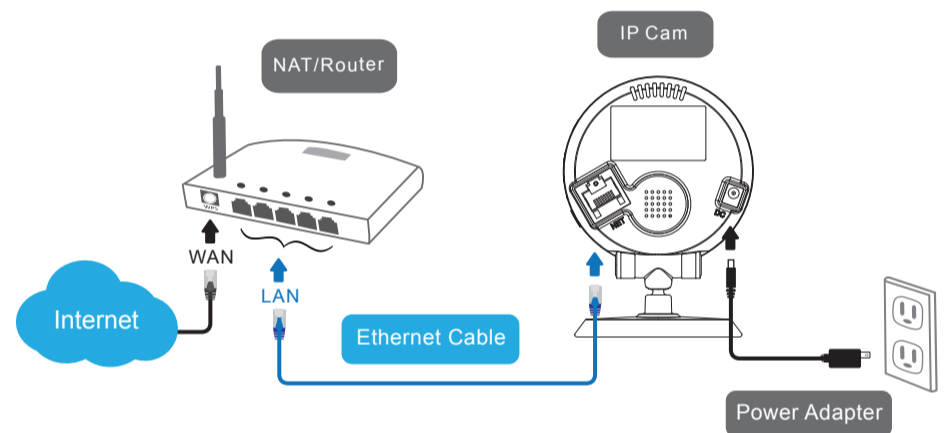 IP Cam
NAT/Router
WPS
NET
DC
WAN
LAN
Internet
Ethernet Cable
Power Adapter